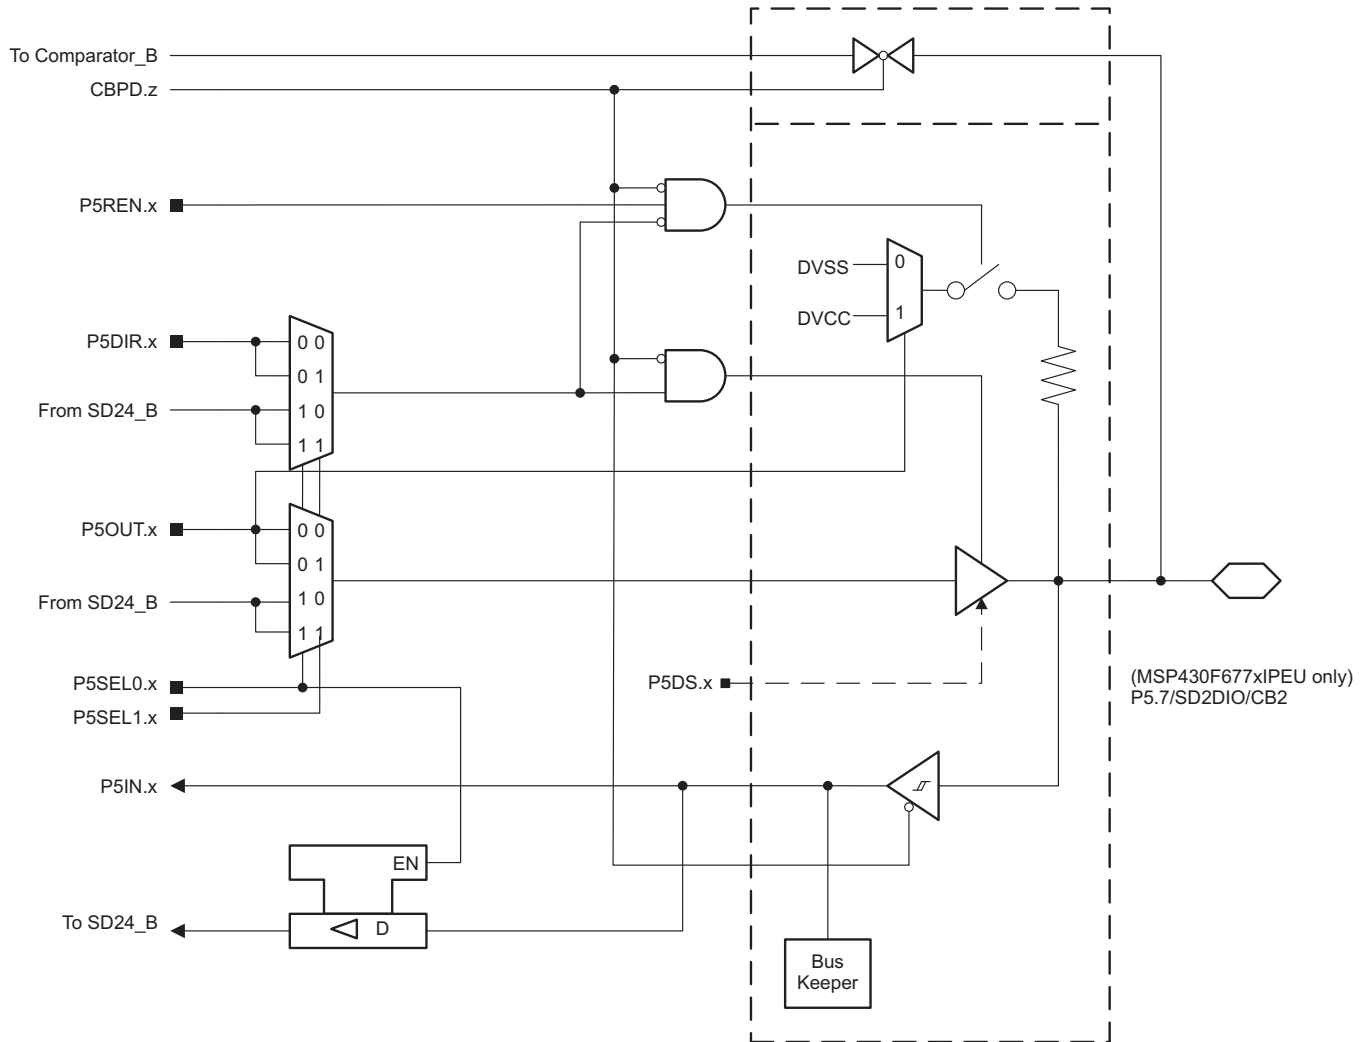 To Comparator_B
CBPD.z
P5REN.x
DVSS
0
DVCC
1
P5DIR.x
0 0
0 1
From SD24_B
1 0
1 1
P5OUT.x
0 0
0 1
From SD24_B
1 0
1 1
P5SEL0.x
P5SEL1.x
P5DS.x
(MSP430F677xIPEU only)
P5.7/SD2DIO/CB2
P5IN.x
EN
To SD24_B
D
Bus
Keeper